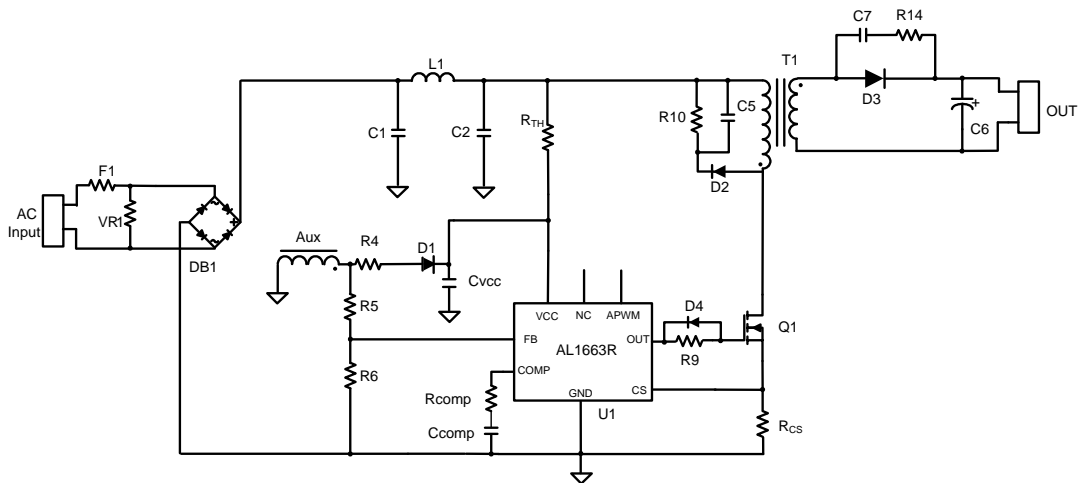 C7
R14
T1
L1
D3
C5
R10
C1
C2
RTH
C6
+
OUT
D2
F1
AC
Input
VR1
+
DB1
Aux
R4
D1
Cvcc
R5
VCC
NC
APWM
D4
Q1
FB
AL1663R
OUT
R9
R6
COMP
GND
CS
U1
Rcomp
Ccomp
RCS